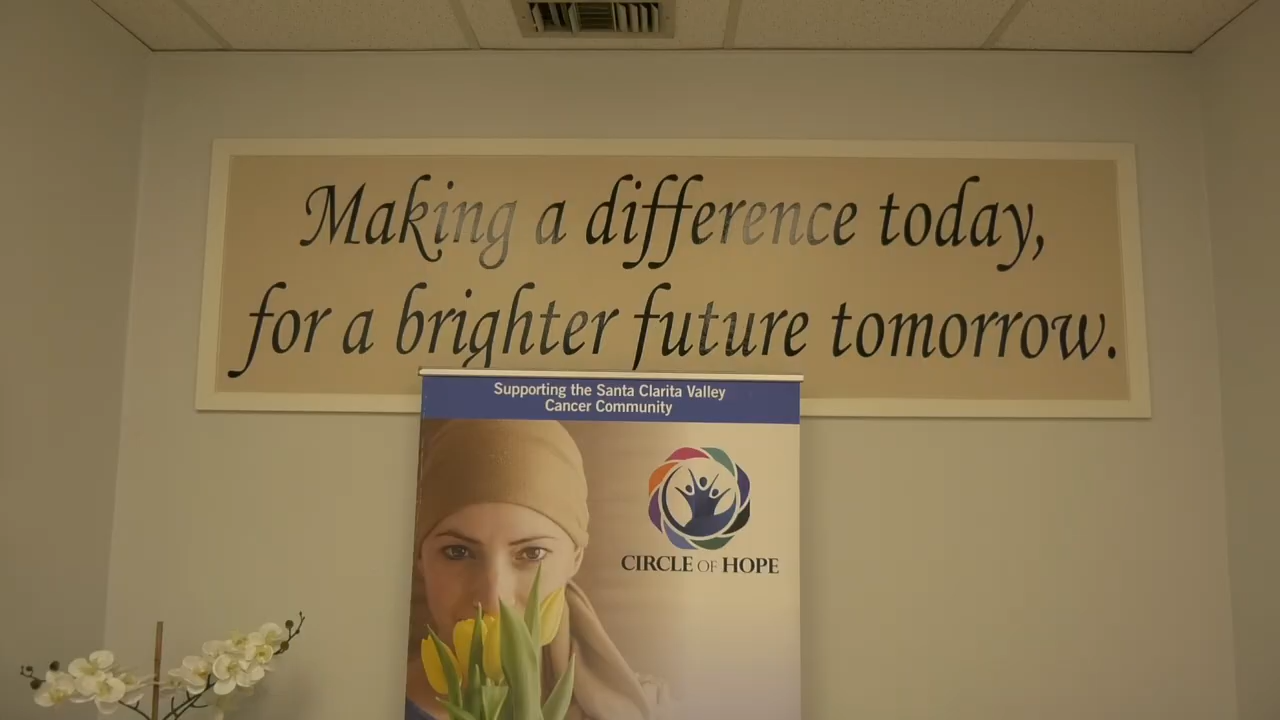 Making a difference today,
for a brighter future tomorrow.
Supporting the Santa Clarita Valley
Cancer Community
CIRCLE OF HOPE